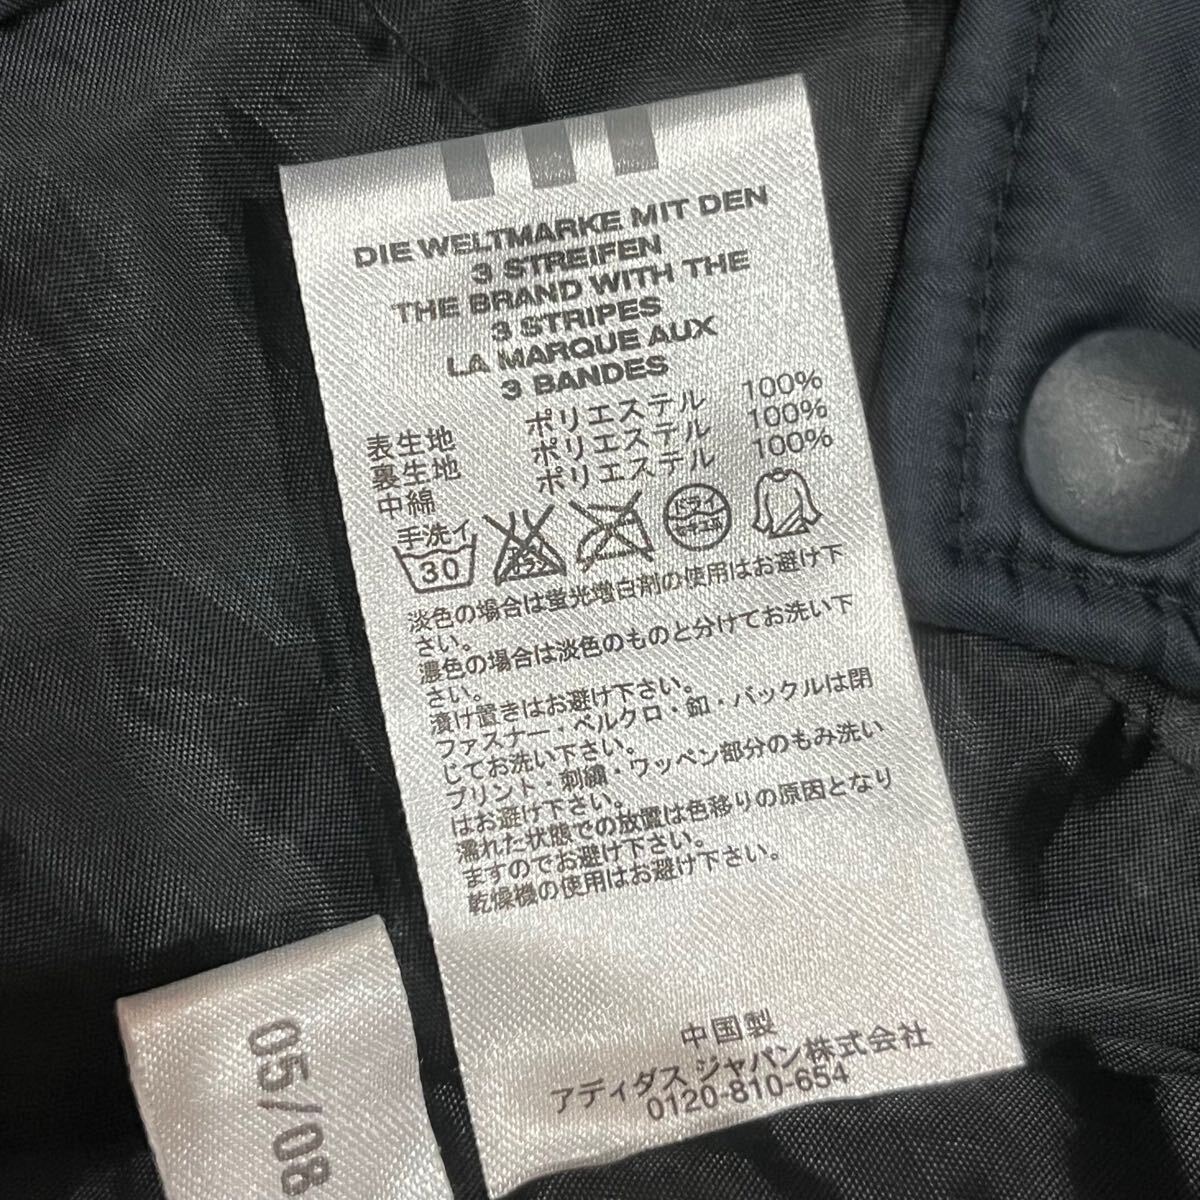 DIE WELTMARKE MIT DEN
3 STREIFEN
THE BRAND WITH THE
3 STRIPES
LA MARQUE AUX
3 BANDES
表生地 ポリエステル 100%
裏生地 ポリエステル 100%
中綿 ポリエステル 100%
手洗イ
30
エンソ
サラシ
ドライ
淡色の場合は蛍光増白剤の使用はお避け下
さい。
濃色の場合は淡色のものと分けてお洗い下
さい。
漬け置きはお避け下さい。
ファスナー・ベルクロ・釦・バックルは閉
じてお洗い下さい。
プリント・刺繍・ワッペン部分のもみ洗い
はお避け下さい。
濡れた状態での放置は色移りの原因となり
ますのでお避け下さい。
乾燥機の使用はお避け下さい。
中国製
アディダス ジャパン株式会社
0120-810-654
05/08